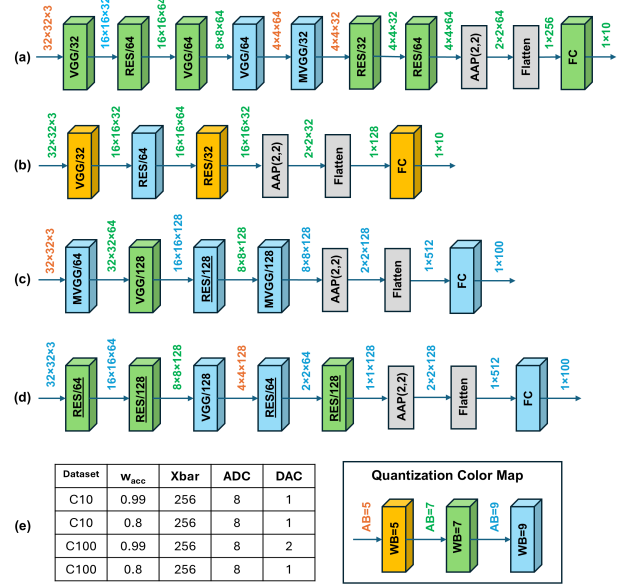 32×32×3 16×16×32 16×16×64 8×8×64 4×4×64 4×4×32 4×4×32 4×4×64 2×2×64 1×256 1×10
(a) VGG/32 RES/64 VGG/64 VGG/64 MVGG/32 RES/32 RES/64 AAP(2,2) Flatten FC
32×32×3 16×16×32 16×16×64 16×16×32 2×2×32 1×128 1×10
(b) VGG/32 RES/64 RES/32 AAP(2,2) Flatten FC
32×32×3 32×32×64 16×16×128 8×8×128 8×8×128 2×2×128 1×512 1×100
(c) MVGG/64 VGG/128 RES/128 MVGG/128 AAP(2,2) Flatten FC
32×32×3 16×16×64 8×8×128 4×4×128 2×2×64 1×1×128 2×2×128 1×512 1×100
(d) RES/64 RES/128 VGG/128 RES/64 RES/128 AAP(2,2) Flatten FC
(e)
Dataset wacc Xbar ADC DAC
C10 0.99 256 8 1
C10 0.8 256 8 1
C100 0.99 256 8 2
C100 0.8 256 8 1
Quantization Color Map
AB=5 WB=5 AB=7 WB=7 AB=9 WB=9